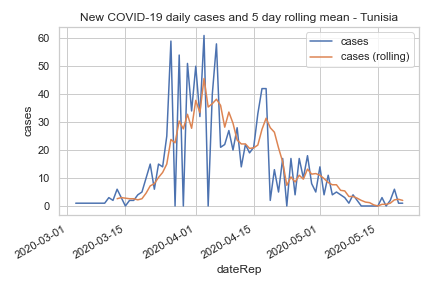 New COVID-19 daily cases and 5 day rolling mean - Tunisia
cases
cases (rolling)
60
50
40
30
20
10
0
cases
2020-03-01
2020-03-15
2020-04-01
2020-04-15
2020-05-01
2020-05-15
dateRep